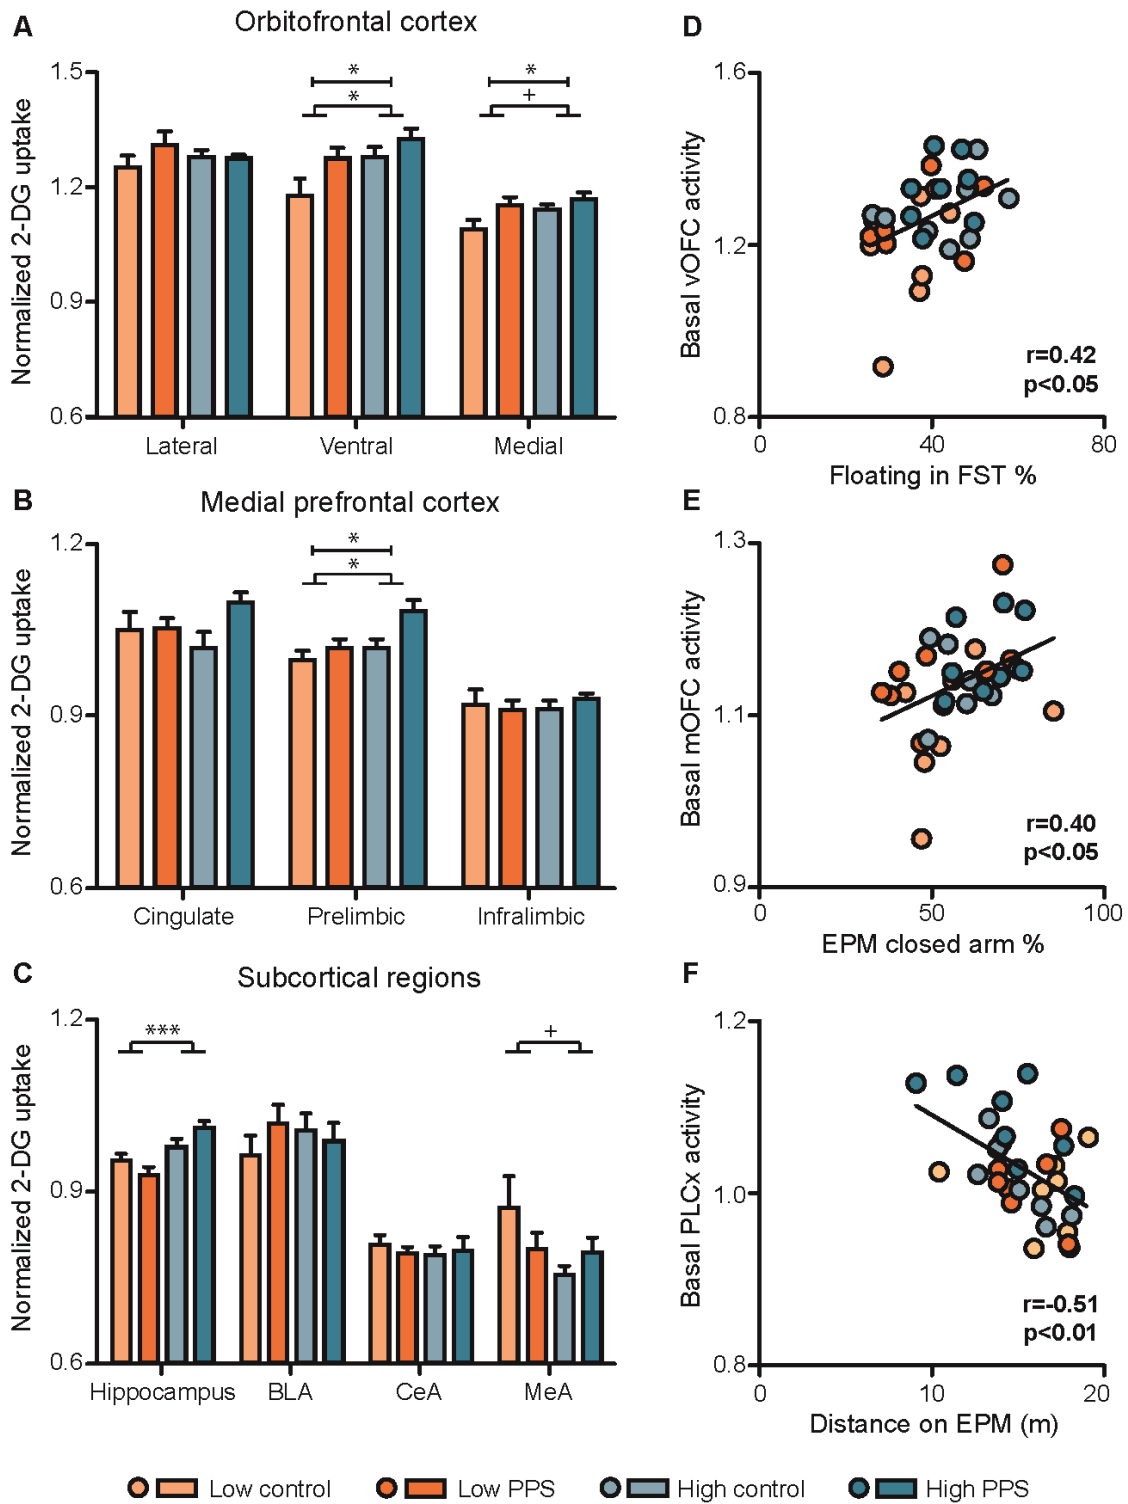 A
Orbitofrontal cortex
Normalized 2-DG uptake
1.5
1.2
0.9
0.6
*
*
*
+
Lateral
Ventral
Medial
D
Basal vOFC activity
1.6
1.2
0.8
r=0.42
p<0.05
0
40
80
Floating in FST %
B
Medial prefrontal cortex
Normalized 2-DG uptake
1.2
0.9
0.6
*
*
Cingulate
Prelimbic
Infralimbic
E
Basal mOFC activity
1.3
1.1
0.9
r=0.40
p<0.05
0
50
100
EPM closed arm %
C
Subcortical regions
Normalized 2-DG uptake
1.2
0.9
0.6
***
+
Hippocampus
BLA
CeA
MeA
F
Basal PLCx activity
1.2
1.0
0.8
r=-0.51
p<0.01
0
10
20
Distance on EPM (m)
Low control
Low PPS
High control
High PPS